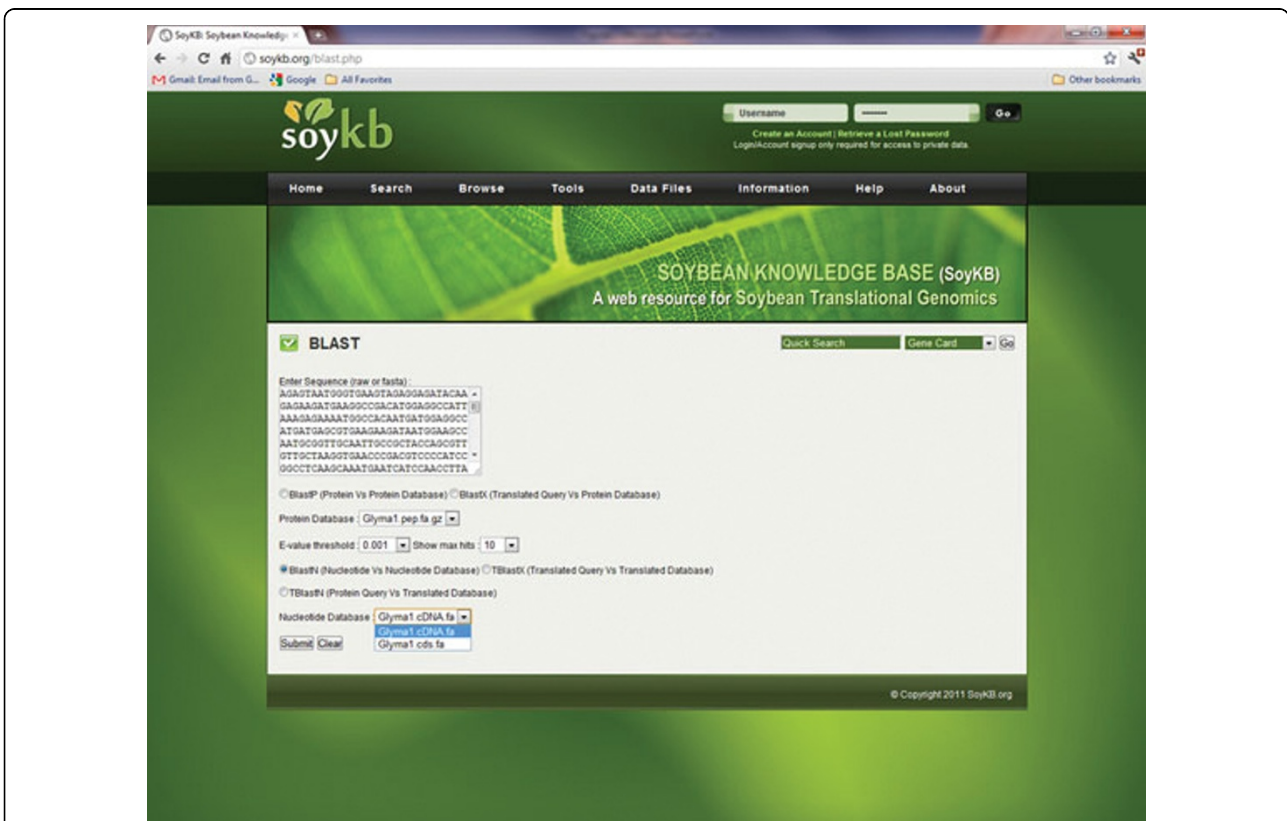 SoyKB: Soybean Knowledge
soykb.org/blast.php
Gmail: Email from G... Google All Favorites Other bookmarks
soykb
Username Go
Create an Account | Retrieve a Lost Password
Login/Account signup only required for access to private data.
Home Search Browse Tools Data Files Information Help About
SOYBEAN KNOWLEDGE BASE (SoyKB)
A web resource for Soybean Translational Genomics
BLAST Quick Search Gene Card Go
Enter Sequence (raw or fasta) :
AGAGTAATGGGTGAAGTAGAGGAGATACAA
GAGAAGATGAAGGCCGACATGGAGGCCATT
AAAGAGAAAATGGCCACAATGATGGAGGCC
ATGATGAGCGTGAAGAAGATAATGGAAGCC
AATGCGGTTGCAATTGCCGCTACCAGCGTT
GTTGCTAAGGTGAACCCGACGTCCCCATCC
GGCCTCAAGCAAATGAATCATCCAACCTTA
BlastP (Protein Vs Protein Database) BlastX (Translated Query Vs Protein Database)
Protein Database : Glyma1.pep.fa.gz
E-value threshold : 0.001 Show max hits : 10
BlastN (Nucleotide Vs Nucleotide Database) TBlastX (Translated Query Vs Translated Database)
TBlastN (Protein Query Vs Translated Database)
Nucleotide Database : Glyma1.cDNA.fa
Glyma1.cDNA.fa
Glyma1.cds.fa
Submit Clear
© Copyright 2011 SoyKB.org